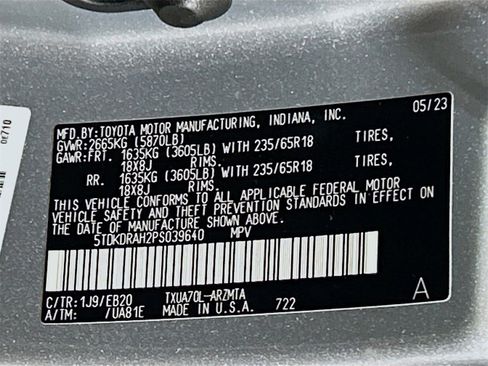 MFD.BY:TOYOTA MOTOR MANUFACTURING, INDIANA, INC. 05/23
GVWR:2665KG (5870LB)
GAWR:FRT. 1635KG (3605LB) WITH 235/65R18 TIRES,
18X8J RIMS.
RR. 1635KG (3605LB) WITH 235/65R18 TIRES,
18X8J RIMS.
THIS VEHICLE CONFORMS TO ALL APPLICABLE FEDERAL MOTOR
VEHICLE SAFETY AND THEFT PREVENTION STANDARDS IN EFFECT ON
THE DATE OF MANUFACTURE SHOWN ABOVE.
5TDKDRAH2PS039640 MPV
C/TR:1J9/EB20 TXUA70L-ARZMTA
A/TM: /UA81E MADE IN U.S.A. 722 A